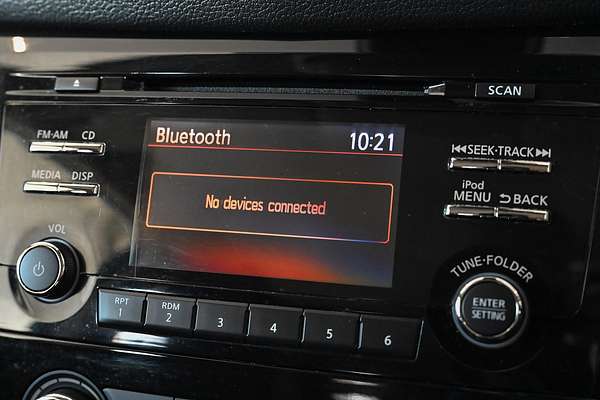 SCAN
FM·AM CD
Bluetooth 10:21
SEEK·TRACK
MEDIA DISP
iPod
MENU BACK
No devices connected
VOL
TUNE·FOLDER
RPT
1
RDM
2
3
4
5
6
ENTER
SETTING